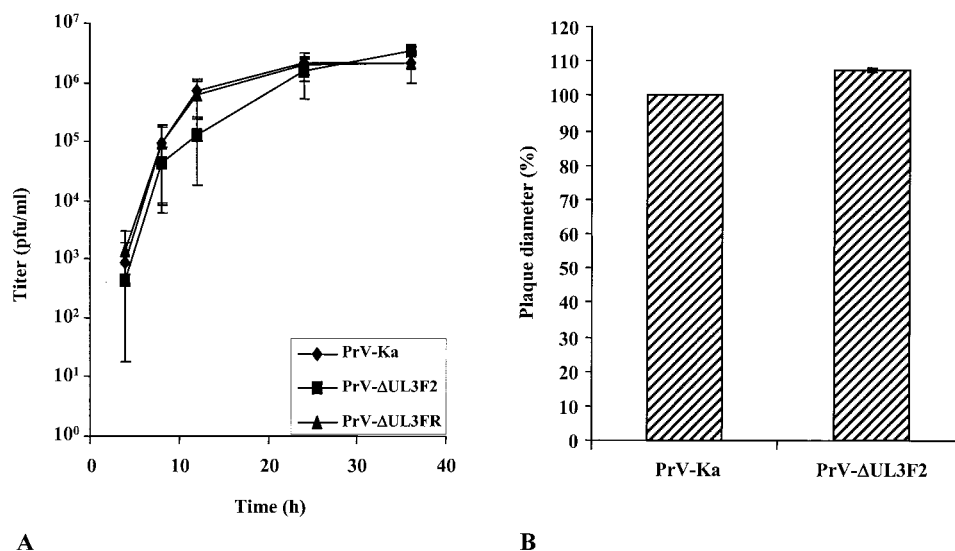 10⁷
10⁶
10⁵
10⁴
10³
10²
10¹
10⁰
Titer (pfu/ml)
PrV-Ka
PrV-ΔUL3F2
PrV-ΔUL3FR
0 10 20 30 40
Time (h)
A
120
110
100
90
80
70
60
50
40
30
20
10
0
Plaque diameter (%)
PrV-Ka PrV-ΔUL3F2
B